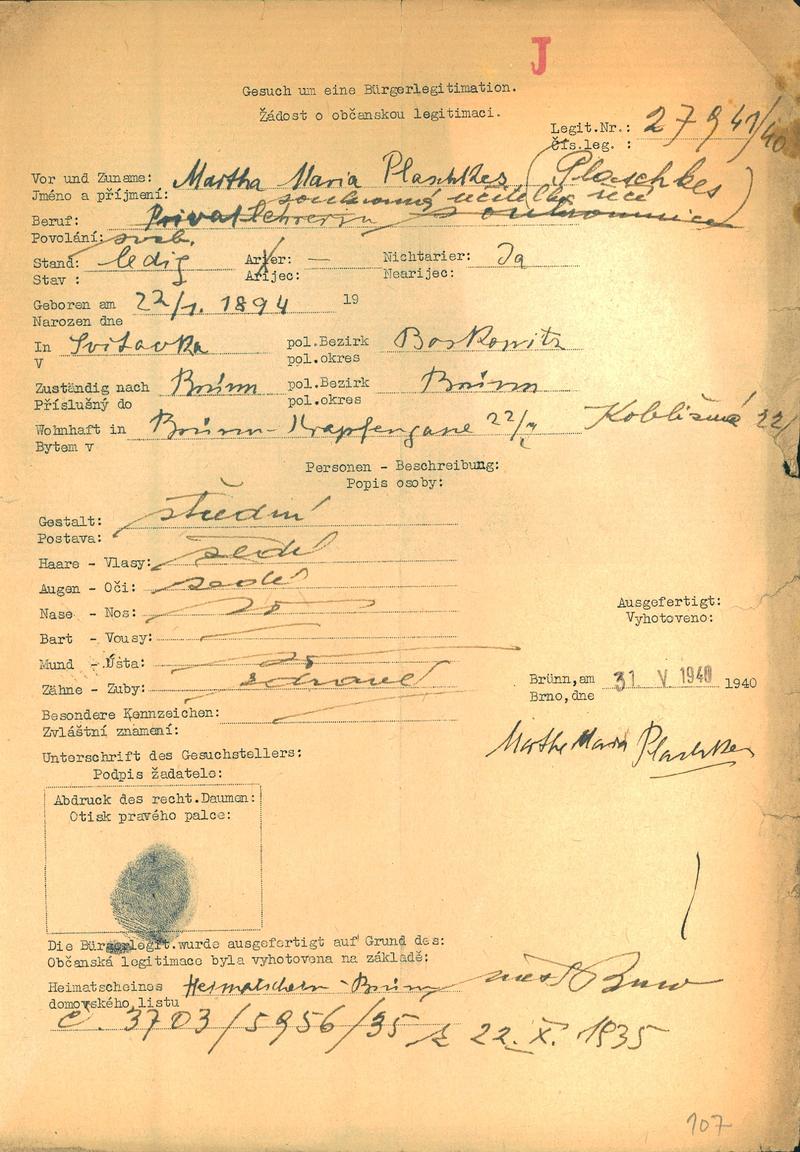 J
Gesuch um eine Bürgerlegitimation.
Žádost o občanskou legitimaci.
Legit.Nr.: 27941/40
čís.leg. :
Vor und Zuname: Martha Maria Plaschkes (Plaschkes)
Jméno a příjmení:
soukromá učitelka řečí
Beruf: Privatlehrerin
Povolání: svob.
Stand: ledig Arier: — Nichtarier: Ja
Stav : Arijec: Nearijec:
Geboren am 22/1. 1894 19
Narozen dne
In Svitavka pol.Bezirk Boskowitz
V pol.okres
Zuständig nach Brünn pol.Bezirk Brünn
Příslušný do pol.okres
Wohnhaft in Brünn - Krapfengasse 22/ Kobližná 22/
Bytem v
Personen - Beschreibung:
Popis osoby:
Gestalt: střední
Postava:
Haare - Vlasy: šedé
Augen - Oči: šedé
Nase - Nos:
Bart - Vousy: —
Mund - Ústa:
Zähne - Zuby: zdravé
Besondere Kennzeichen: —
Zvláštní znamení:
Ausgefertigt:
Vyhotoveno:
Brünn,am 31 V 1940 1940
Brno,dne
Martha Maria Plaschkes
Unterschrift des Gesuchstellers:
Podpis žadatele:
Abdruck des recht.Daumen:
Otisk pravého palce:
Die Bürgerlegit.wurde ausgefertigt auf Grund des:
Občanská legitimace byla vyhotovena na základě:
Heimatscheines Heimatschein - Brünn měst Brno
domovského listu
č. 3703/5956/35 z 22. X. 1935
107